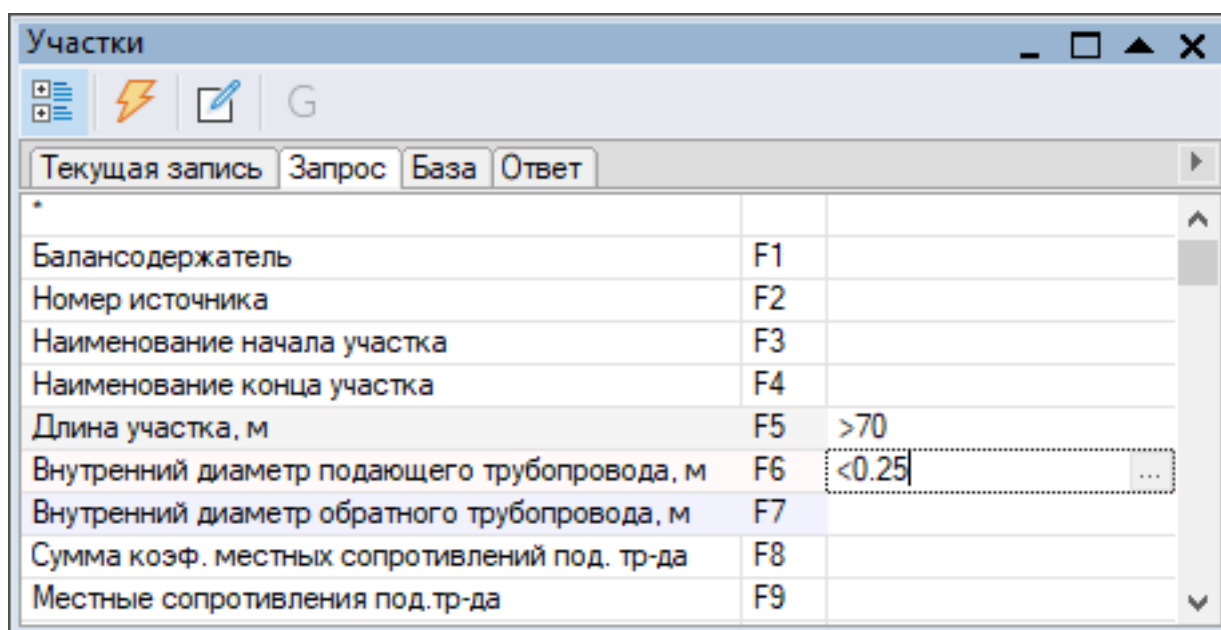 Участки
G
Текущая запись Запрос База Ответ
*
Балансодержатель F1
Номер источника F2
Наименование начала участка F3
Наименование конца участка F4
Длина участка, м F5 >70
Внутренний диаметр подающего трубопровода, м F6 <0.25 ...
Внутренний диаметр обратного трубопровода, м F7
Сумма коэф. местных сопротивлений под. тр-да F8
Местные сопротивления под.тр-да F9